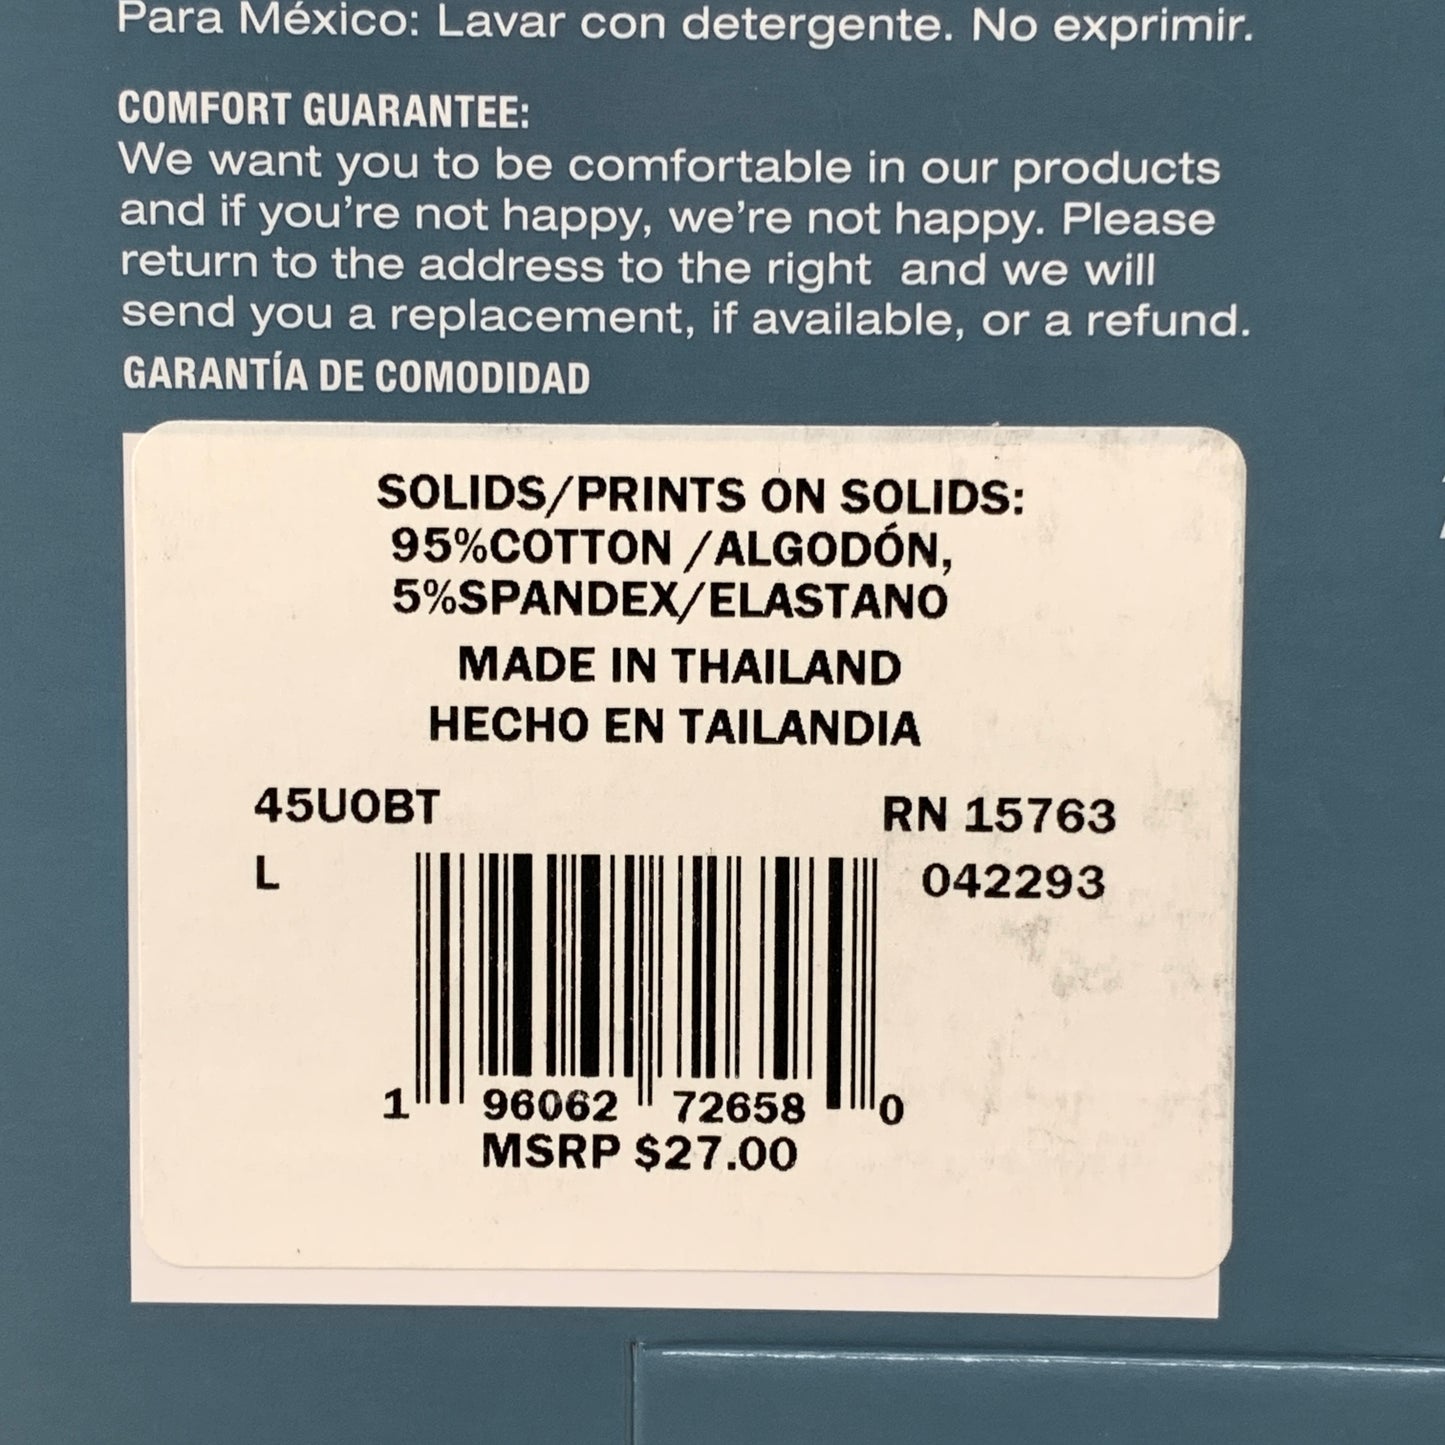 Para México: Lavar con detergente. No exprimir.
COMFORT GUARANTEE:
We want you to be comfortable in our products
and if you're not happy, we're not happy. Please
return to the address to the right and we will
send you a replacement, if available, or a refund.
GARANTÍA DE COMODIDAD
SOLIDS/PRINTS ON SOLIDS:
95%COTTON /ALGODÓN,
5%SPANDEX/ELASTANO
MADE IN THAILAND
HECHO EN TAILANDIA
45U0BT RN 15763
L 042293
1 96062 72658 0
MSRP $27.00